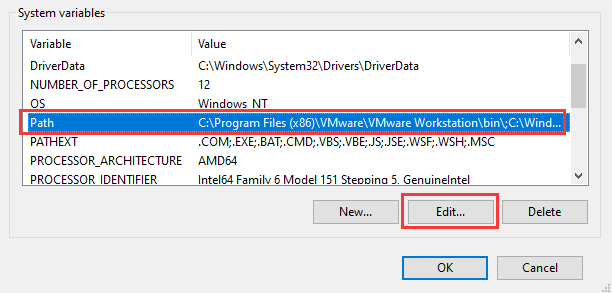 System variables
Variable Value
DriverData C:\Windows\System32\Drivers\DriverData
NUMBER_OF_PROCESSORS 12
OS Windows_NT
Path C:\Program Files (x86)\VMware\VMware Workstation\bin\;C:\Wind...
PATHEXT .COM;.EXE;.BAT;.CMD;.VBS;.VBE;.JS;.JSE;.WSF;.WSH;.MSC
PROCESSOR_ARCHITECTURE AMD64
PROCESSOR_IDENTIFIER Intel64 Family 6 Model 151 Stepping 5, GenuineIntel
New... Edit... Delete
OK Cancel